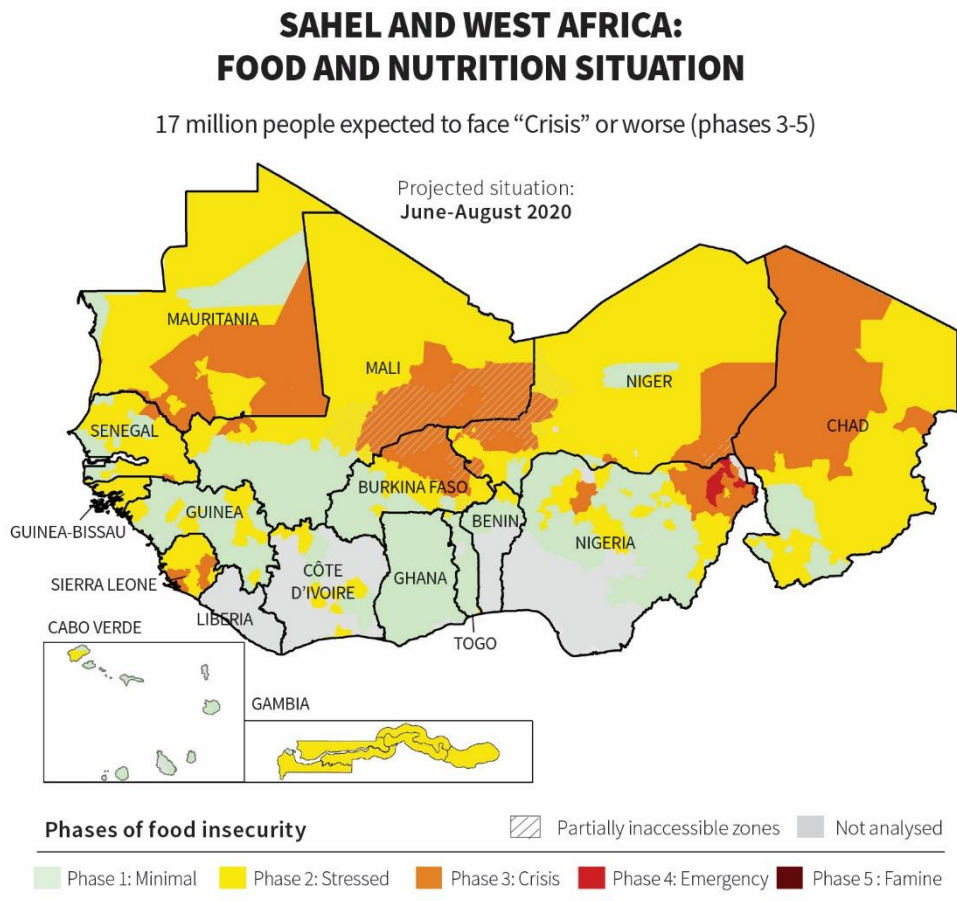 SAHEL AND WEST AFRICA:
FOOD AND NUTRITION SITUATION
17 million people expected to face “Crisis” or worse (phases 3-5)
Projected situation:
June-August 2020
MAURITANIA
MALI
NIGER
CHAD
SENEGAL
BURKINA FASO
GUINEA
BENIN
GUINEA-BISSAU
NIGERIA
SIERRA LEONE
CÔTE
D’IVOIRE
GHANA
LIBERIA
TOGO
CABO VERDE
GAMBIA
Phases of food insecurity
Partially inaccessible zones
Not analysed
Phase 1: Minimal
Phase 2: Stressed
Phase 3: Crisis
Phase 4: Emergency
Phase 5 : Famine